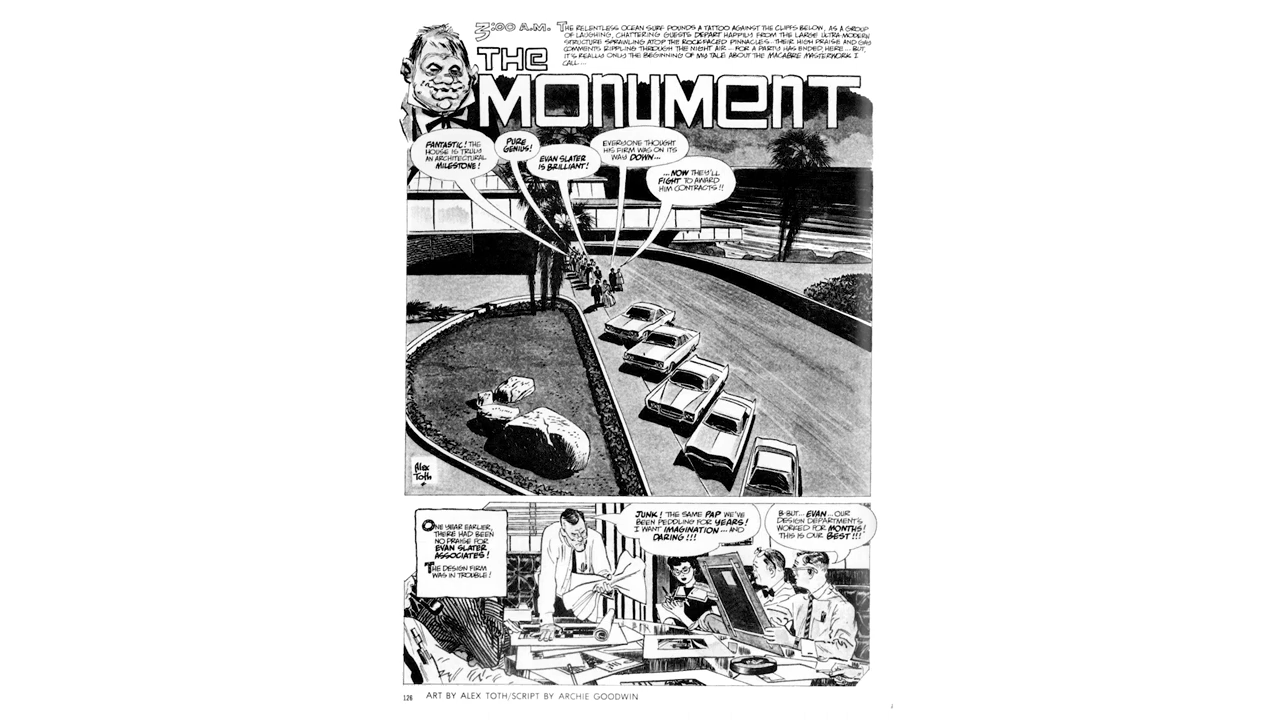 3:00 A.M. THE RELENTLESS OCEAN SURF POUNDS A TATTOO AGAINST THE CLIFFS BELOW, AS A GROUP
OF LAUGHING, CHATTERING GUESTS DEPART HAPPILY FROM THE LARGE ULTRA-MODERN
STRUCTURE SPRAWLING ATOP THE ROCK-FACED PINNACLES. THEIR HIGH PRAISE AND GAY
COMMENTS RIPPLING THROUGH THE NIGHT AIR... FOR A PARTY HAS ENDED HERE... BUT,
IT'S REALLY ONLY THE BEGINNING OF MY TALE ABOUT THE MACABRE MASTERWORK I
CALL...
THE
MONUMENT
FANTASTIC! THE
HOUSE IS TRULY
AN ARCHITECTURAL
MILESTONE!
PURE
GENIUS!
EVAN SLATER
IS BRILLIANT!
EVERYONE THOUGHT
HIS FIRM WAS ON ITS
WAY DOWN...
...NOW THEY'LL
FIGHT TO AWARD
HIM CONTRACTS!!
Alex
Toth
ONE YEAR EARLIER,
THERE HAD BEEN
NO PRAISE FOR
EVAN SLATER
ASSOCIATES!
THE DESIGN FIRM
WAS IN TROUBLE!
JUNK! THE SAME PAP WE'VE
BEEN PEDDLING FOR YEARS!
I WANT IMAGINATION... AND
DARING!!!
B-BUT... EVAN... OUR
DESIGN DEPARTMENT'S
WORKED FOR MONTHS!
THIS IS OUR BEST!!!
126 ART BY ALEX TOTH/SCRIPT BY ARCHIE GOODWIN